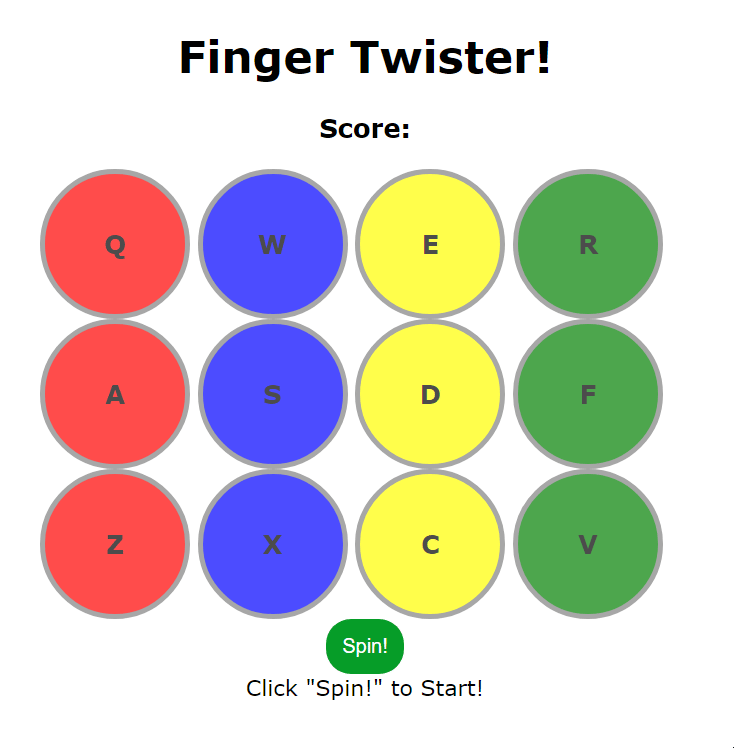 Finger Twister!
Score:
Q W E R
A S D F
Z X C V
Spin!
Click "Spin!" to Start!